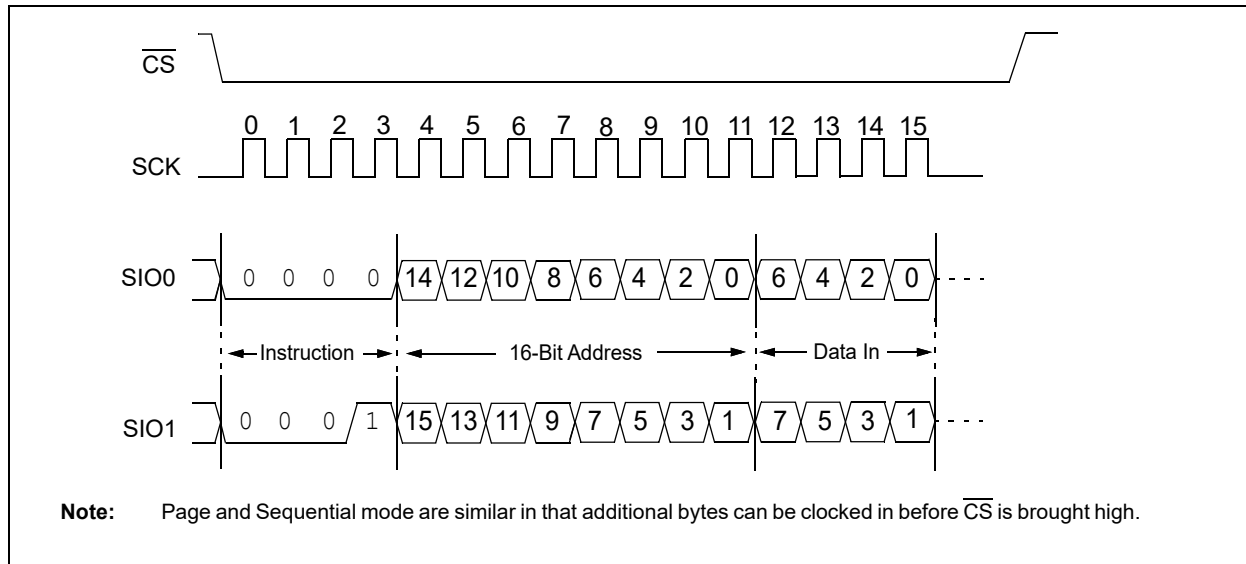 CS
0 1 2 3 4 5 6 7 8 9 10 11 12 13 14 15
SCK
SIO0 0 0 0 0 14 12 10 8 6 4 2 0 6 4 2 0
Instruction 16-Bit Address Data In
SIO1 0 0 0 1 15 13 11 9 7 5 3 1 7 5 3 1
Note: Page and Sequential mode are similar in that additional bytes can be clocked in before CS is brought high.